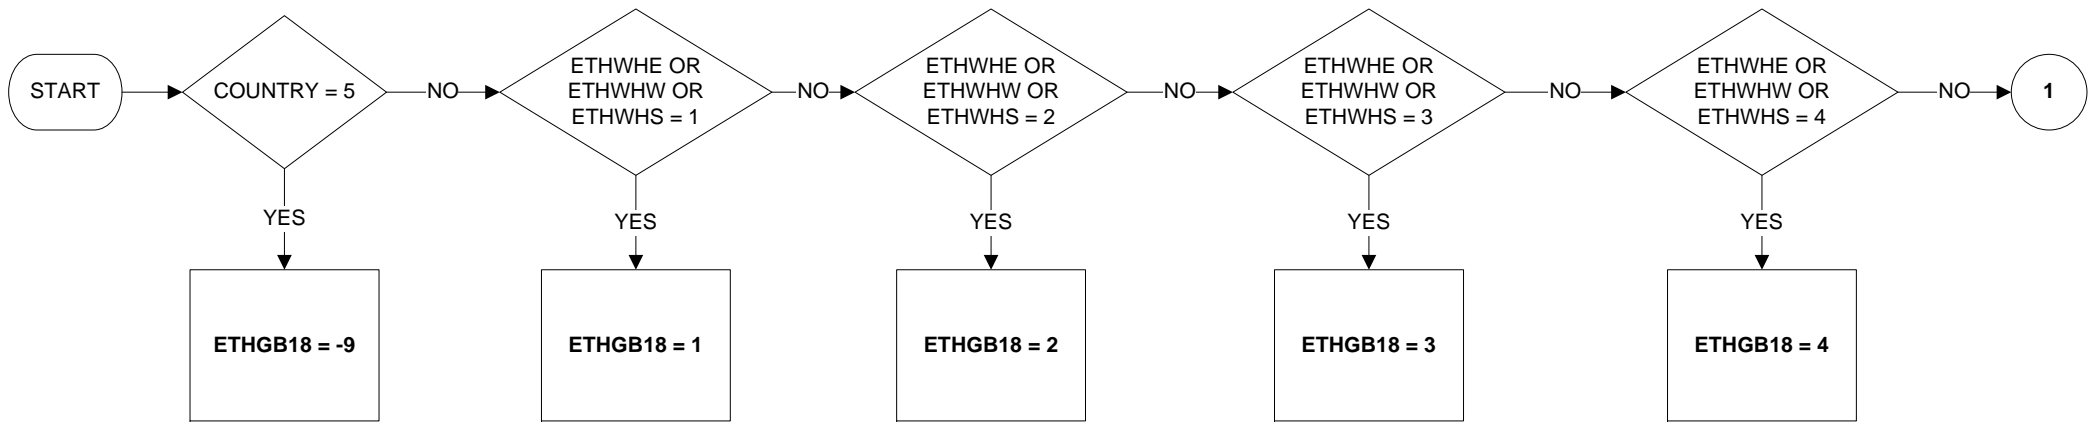 START
COUNTRY = 5
NO
ETHWHE OR
ETHWHW OR
ETHWHS = 1
NO
ETHWHE OR
ETHWHW OR
ETHWHS = 2
NO
ETHWHE OR
ETHWHW OR
ETHWHS = 3
NO
ETHWHE OR
ETHWHW OR
ETHWHS = 4
NO
1
YES
YES
YES
YES
YES
ETHGB18 = -9
ETHGB18 = 1
ETHGB18 = 2
ETHGB18 = 3
ETHGB18 = 4